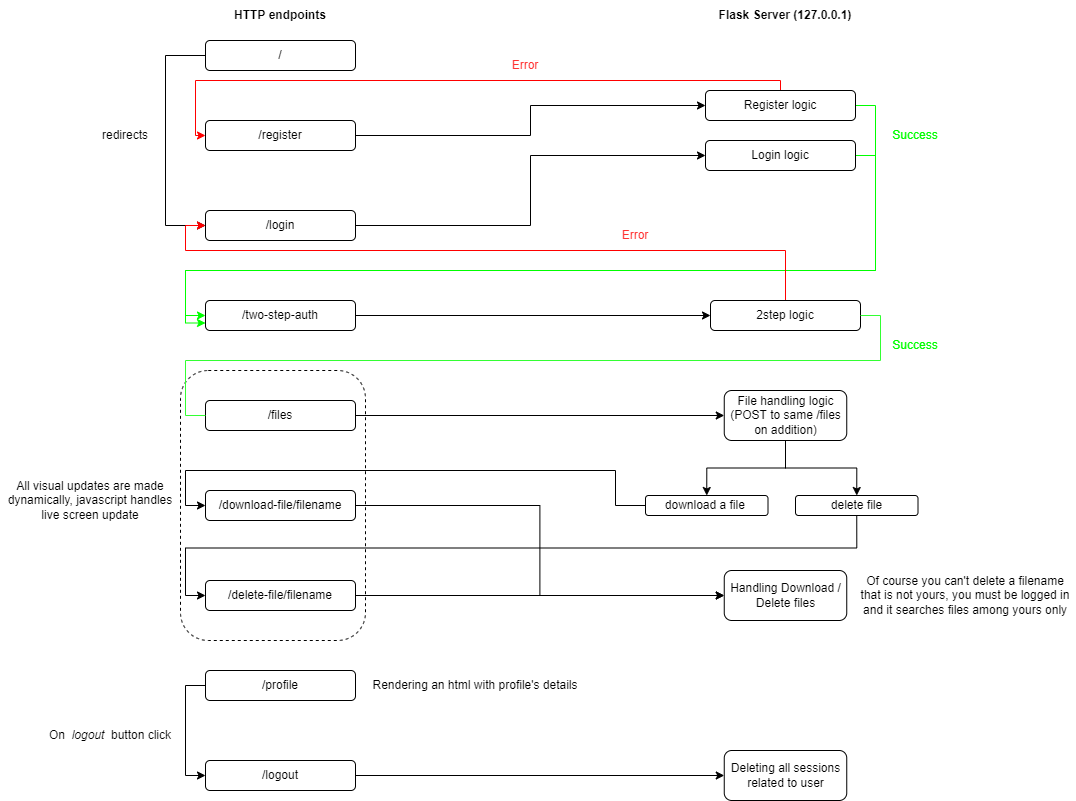 HTTP endpoints
Flask Server (127.0.0.1)
/
Error
Register logic
redirects
/register
Success
Login logic
/login
Error
/two-step-auth
2step logic
Success
/files
File handling logic
(POST to same /files
on addition)
All visual updates are made
dynamically, javascript handles
live screen update
/download-file/filename
download a file
delete file
/delete-file/filename
Handling Download /
Delete files
Of course you can't delete a filename
that is not yours, you must be logged in
and it searches files among yours only
/profile
Rendering an html with profile's details
On logout button click
/logout
Deleting all sessions
related to user